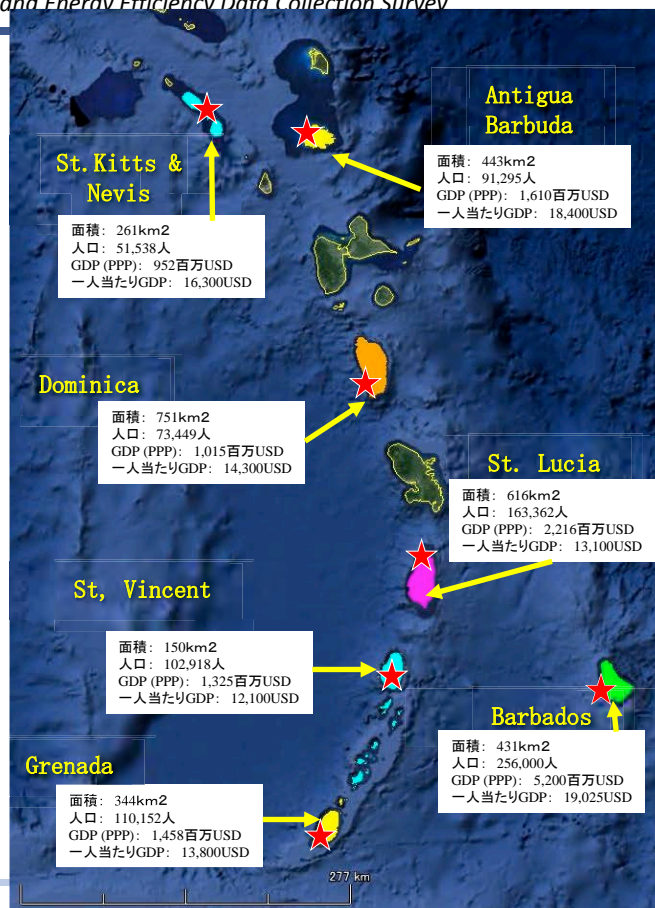 and Energy Efficiency Data Collection Survey
Antigua
Barbuda
面積： 443km2
人口： 91,295人
GDP (PPP)： 1,610百万USD
一人当たりGDP： 18,400USD
St.Kitts &
Nevis
面積： 261km2
人口： 51,538人
GDP (PPP)： 952百万USD
一人当たりGDP： 16,300USD
Dominica
面積： 751km2
人口： 73,449人
GDP (PPP)： 1,015百万USD
一人当たりGDP： 14,300USD
St. Lucia
面積： 616km2
人口： 163,362人
GDP (PPP)： 2,216百万USD
一人当たりGDP： 13,100USD
St, Vincent
面積： 150km2
人口： 102,918人
GDP (PPP)： 1,325百万USD
一人当たりGDP： 12,100USD
Barbados
面積： 431km2
人口： 256,000人
GDP (PPP)： 5,200百万USD
一人当たりGDP： 19,025USD
Grenada
面積： 344km2
人口： 110,152人
GDP (PPP)： 1,458百万USD
一人当たりGDP： 13,800USD
277 km